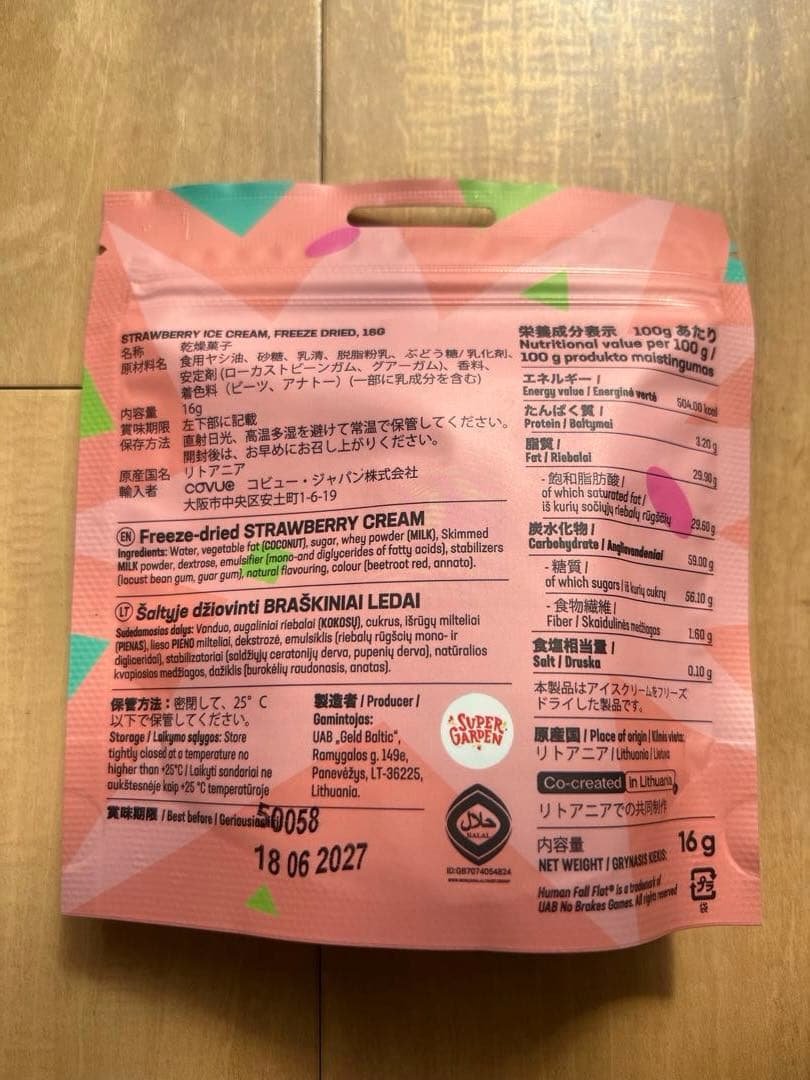 STRAWBERRY ICE CREAM, FREEZE DRIED, 16G
名称 乾燥菓子
原材料名 食用ヤシ油、砂糖、乳清、脱脂粉乳、ぶどう糖/乳化剤、
安定剤(ローカストビーンガム、グアーガム)、香料、
着色料(ビーツ、アナトー)(一部に乳成分を含む)
内容量 16g
賞味期限 左下部に記載
保存方法 直射日光、高温多湿を避けて常温で保管してください。
開封後は、お早めにお召し上がりください。
原産国名 リトアニア
輸入者 COVUE コビュー・ジャパン株式会社
大阪市中央区安土町1-6-19
EN Freeze-dried STRAWBERRY CREAM
Ingredients: Water, vegetable fat (COCONUT), sugar, whey powder (MILK), Skimmed
MILK powder, dextrose, emulsifier (mono-and diglycerides of fatty acids), stabilizers
(locust bean gum, guar gum), natural flavouring, colour (beetroot red, annato).
LT Šaltyje džiovinti BRAŠKINIAI LEDAI
Sudedamosios dalys: Vanduo, augaliniai riebalai (KOKOSŲ), cukrus, išrūgų milteliai
(PIENAS), lieso PIENO milteliai, dekstrozė, emulsiklis (riebalų rūgščių mono- ir
digliceridai), stabilizatoriai (saldžiųjų ceratonijų derva, pupenių derva), natūralios
kvapiosios medžiagos, dažiklis (burokėlių raudonasis, anatas).
保管方法:密閉して、25°C
以下で保管してください。
Storage / Laikymo sąlygos: Store
tightly closed at a temperature no
higher than +25°C / Laikyti sandariai ne
aukštesnėje kaip +25 °C temperatūroje
製造者 / Producer /
Gamintojas:
UAB „Geld Baltic",
Ramygalos g. 149e,
Panevėžys, LT-36225,
Lithuania.
SUPER
GARDEN
賞味期限 / Best before / Geriausias iki
50058
18 06 2027
حلال
HALAL
ID:GB7074054824
栄養成分表示 100gあたり
Nutritional value per 100 g /
100 g produkto maistingumas
エネルギー /
Energy value / Energinė vertė 504.00 kcal
たんぱく質 /
Protein / Baltymai 3.20 g
脂質 /
Fat / Riebalai 29.90 g
- 飽和脂肪酸 /
of which saturated fat /
iš kurių sočiųjų riebalų rūgščių 29.60 g
炭水化物 /
Carbohydrate / Angliavandeniai 59.00 g
- 糖質 /
of which sugars / iš kurių cukrų 56.10 g
- 食物繊維 /
Fiber / Skaidulinės medžiagos 1.60 g
食塩相当量 /
Salt / Druska 0.10 g
本製品はアイスクリームをフリーズ
ドライした製品です。
原産国 / Place of origin / Kilmės vieta:
リトアニア / Lithuania / Lietuva
Co-created in Lithuania
リトアニアでの共同制作
内容量 16 g
NET WEIGHT / GRYNASIS KIEKIS:
Human Fall Flat® is a trademark of
UAB No Brakes Games. All rights reserved
プラ
袋